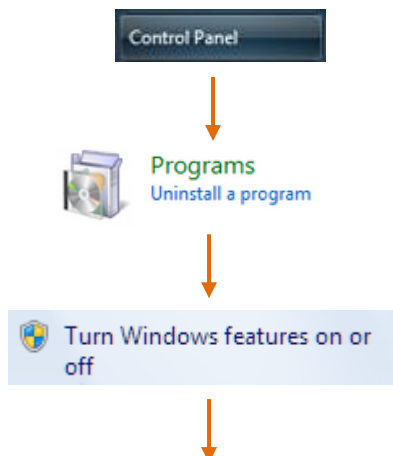 Control Panel
Programs
Uninstall a program
Turn Windows features on or
off